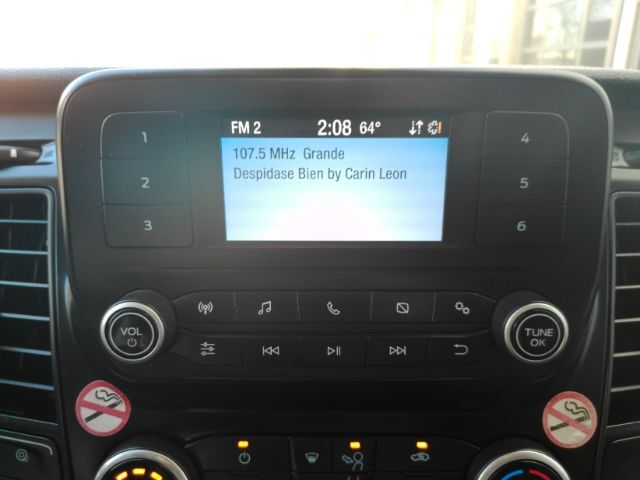 FM 2 2:08 64°
107.5 MHz Grande
Despidase Bien by Carin Leon
1
2
3
4
5
6
VOL
TUNE
OK